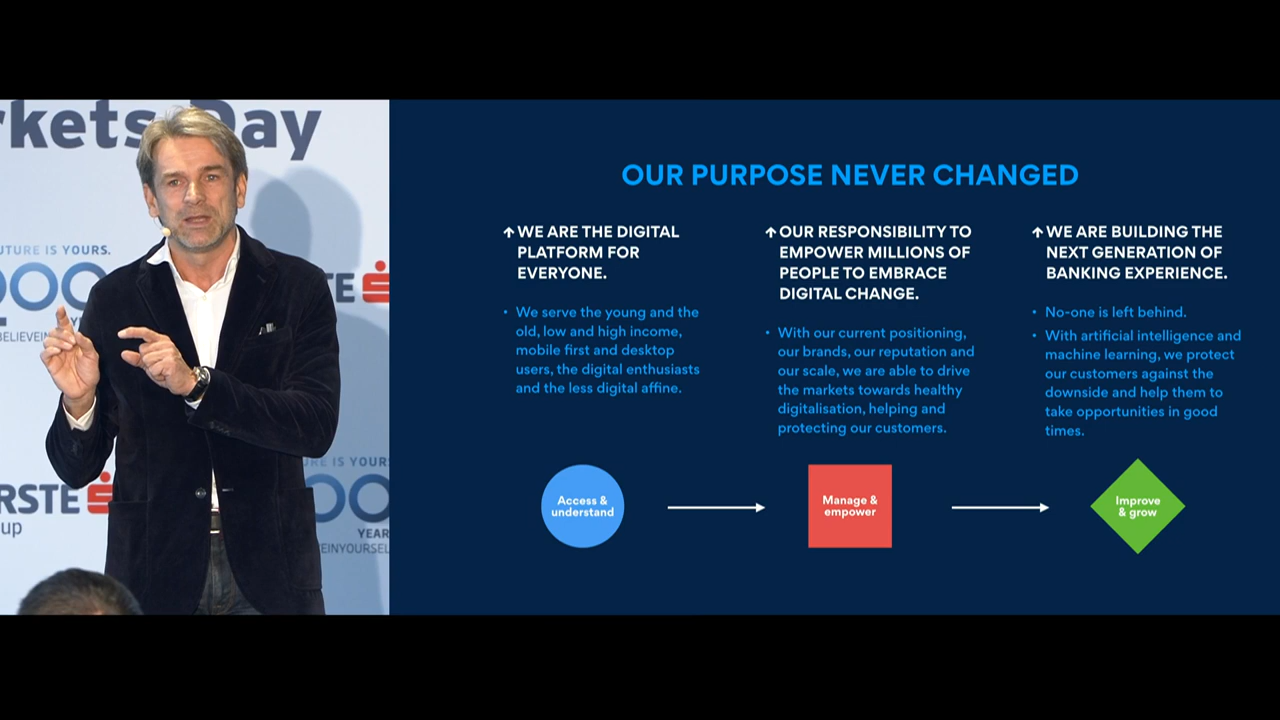 rkets Day
UTURE IS YOURS.
200
BELIEVEIN
TE
ERSTE
up
RE IS YOURS
00
YEAR
EINYOURSEL
OUR PURPOSE NEVER CHANGED
↑ WE ARE THE DIGITAL
PLATFORM FOR
EVERYONE.
• We serve the young and the
old, low and high income,
mobile first and desktop
users, the digital enthusiasts
and the less digital affine.
↑ OUR RESPONSIBILITY TO
EMPOWER MILLIONS OF
PEOPLE TO EMBRACE
DIGITAL CHANGE.
• With our current positioning,
our brands, our reputation and
our scale, we are able to drive
the markets towards healthy
digitalisation, helping and
protecting our customers.
↑ WE ARE BUILDING THE
NEXT GENERATION OF
BANKING EXPERIENCE.
• No-one is left behind.
• With artificial intelligence and
machine learning, we protect
our customers against the
downside and help them to
take opportunities in good
times.
Access &
understand
Manage &
empower
Improve
& grow